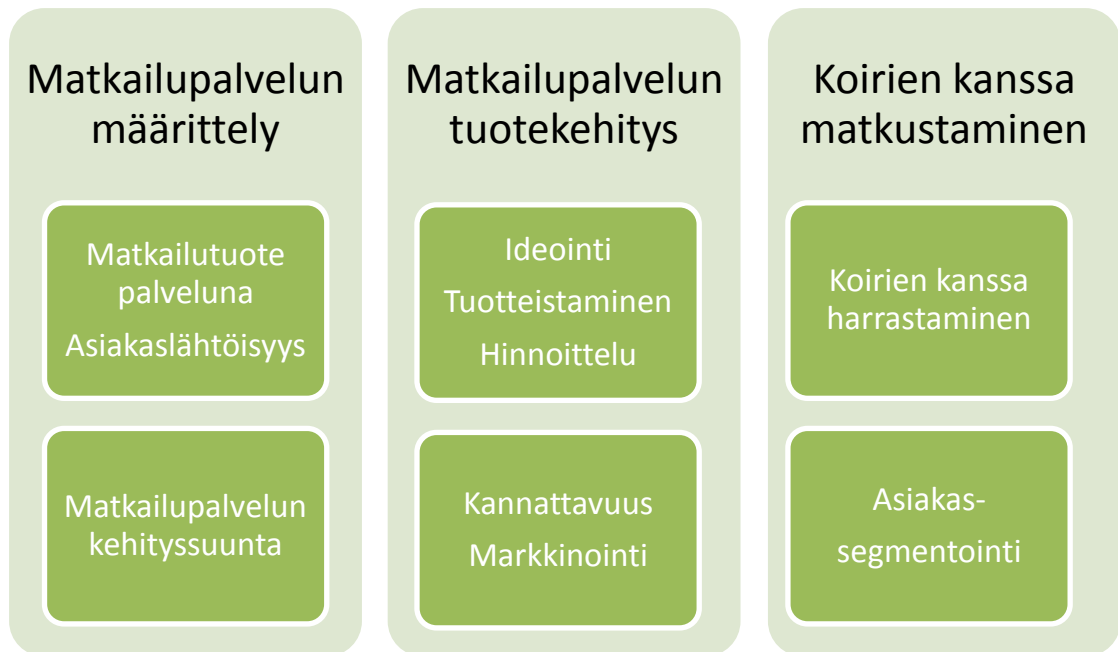 Matkailupalvelun
määrittely
Matkailutuote
palveluna
Asiakaslähtöisyys
Matkailupalvelun
kehityssuunta
Matkailupalvelun
tuotekehitys
Ideointi
Tuotteistaminen
Hinnoittelu
Kannattavuus
Markkinointi
Koirien kanssa
matkustaminen
Koirien kanssa
harrastaminen
Asiakas-
segmentointi